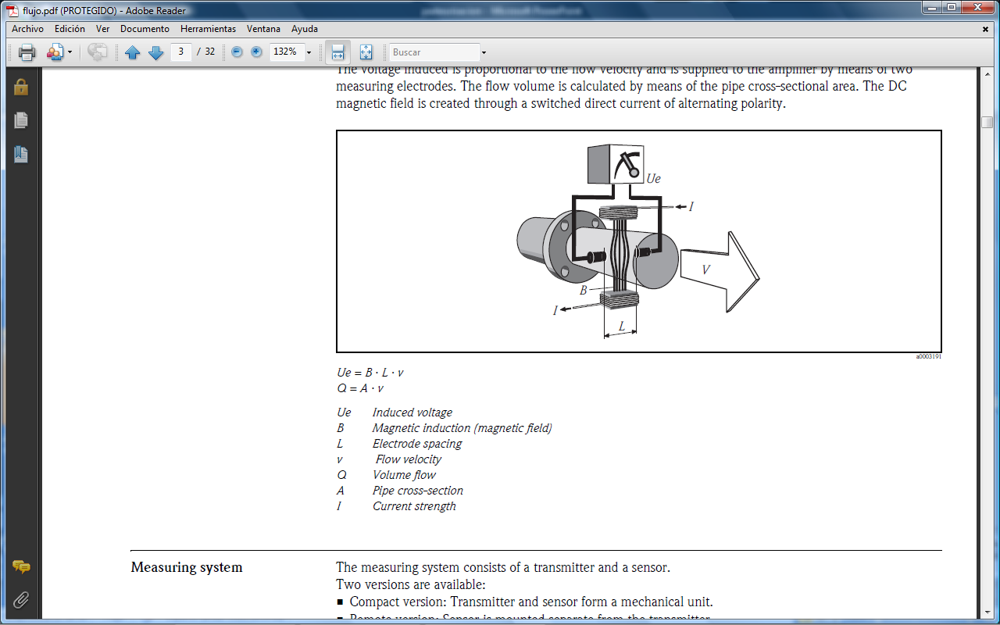 flujo.pdf (PROTEGIDO) - Adobe Reader
Archivo Edición Ver Documento Herramientas Ventana Ayuda
3 / 32 132% Buscar
The voltage induced is proportional to the flow velocity and is supplied to the amplifier by means of two
measuring electrodes. The flow volume is calculated by means of the pipe cross-sectional area. The DC
magnetic field is created through a switched direct current of alternating polarity.
Ue
I
V
B
I
L
a0003191
Ue = B · L · v
Q = A · v
Ue Induced voltage
B Magnetic induction (magnetic field)
L Electrode spacing
v Flow velocity
Q Volume flow
A Pipe cross-section
I Current strength
Measuring system
The measuring system consists of a transmitter and a sensor.
Two versions are available:
■ Compact version: Transmitter and sensor form a mechanical unit.
■ Remote version: Sensor is mounted separate from the transmitter.